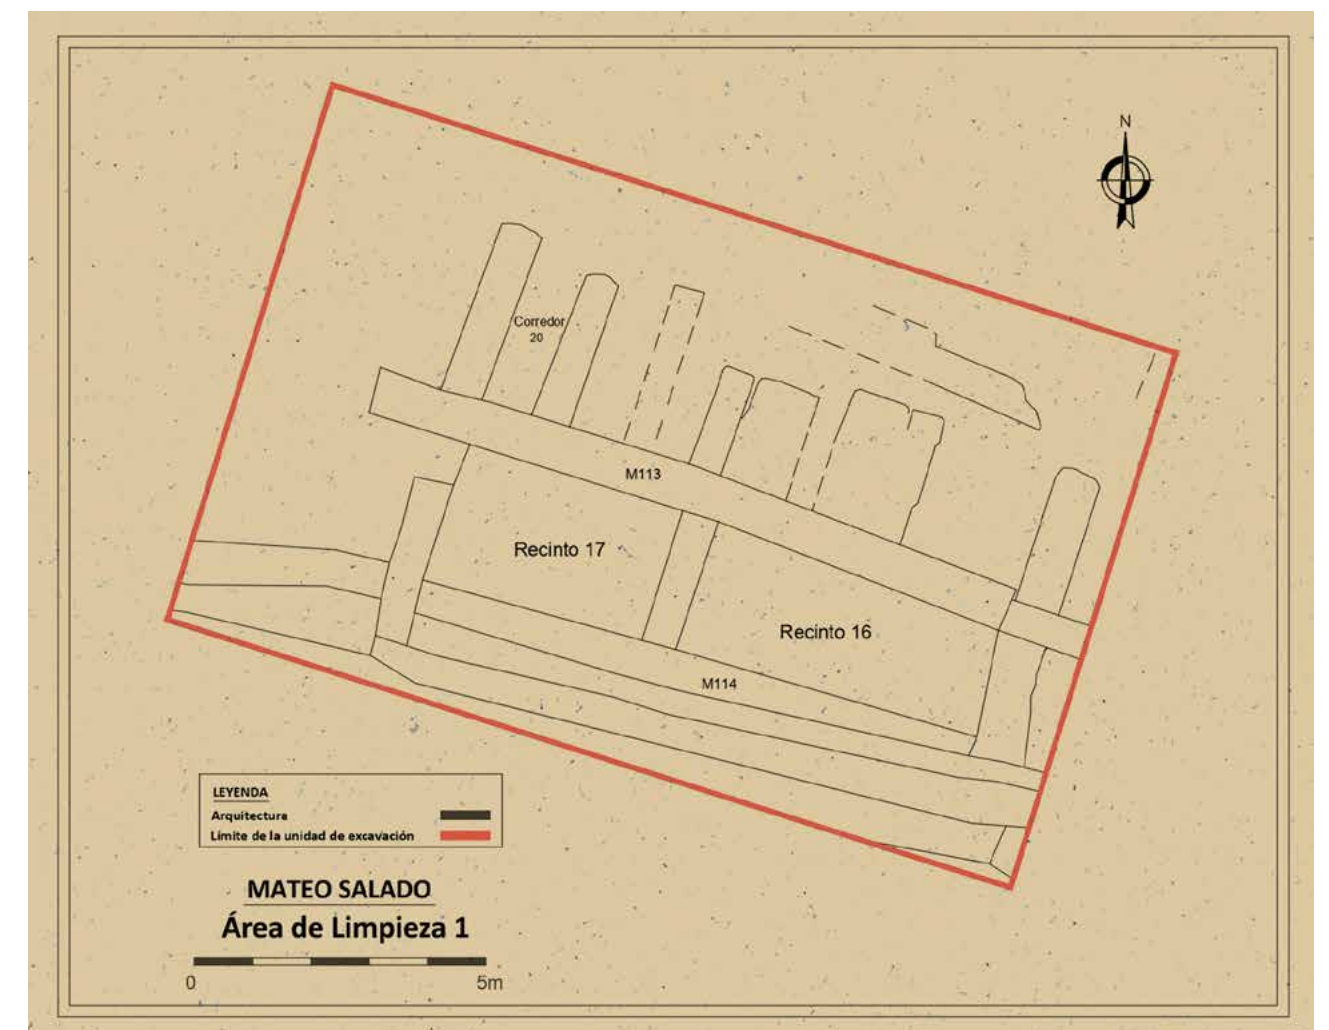 N
Corredor
20
M113
Recinto 17
Recinto 16
M114
LEYENDA
Arquitectura
Límite de la unidad de excavación
MATEO SALADO
Área de Limpieza 1
0 5m